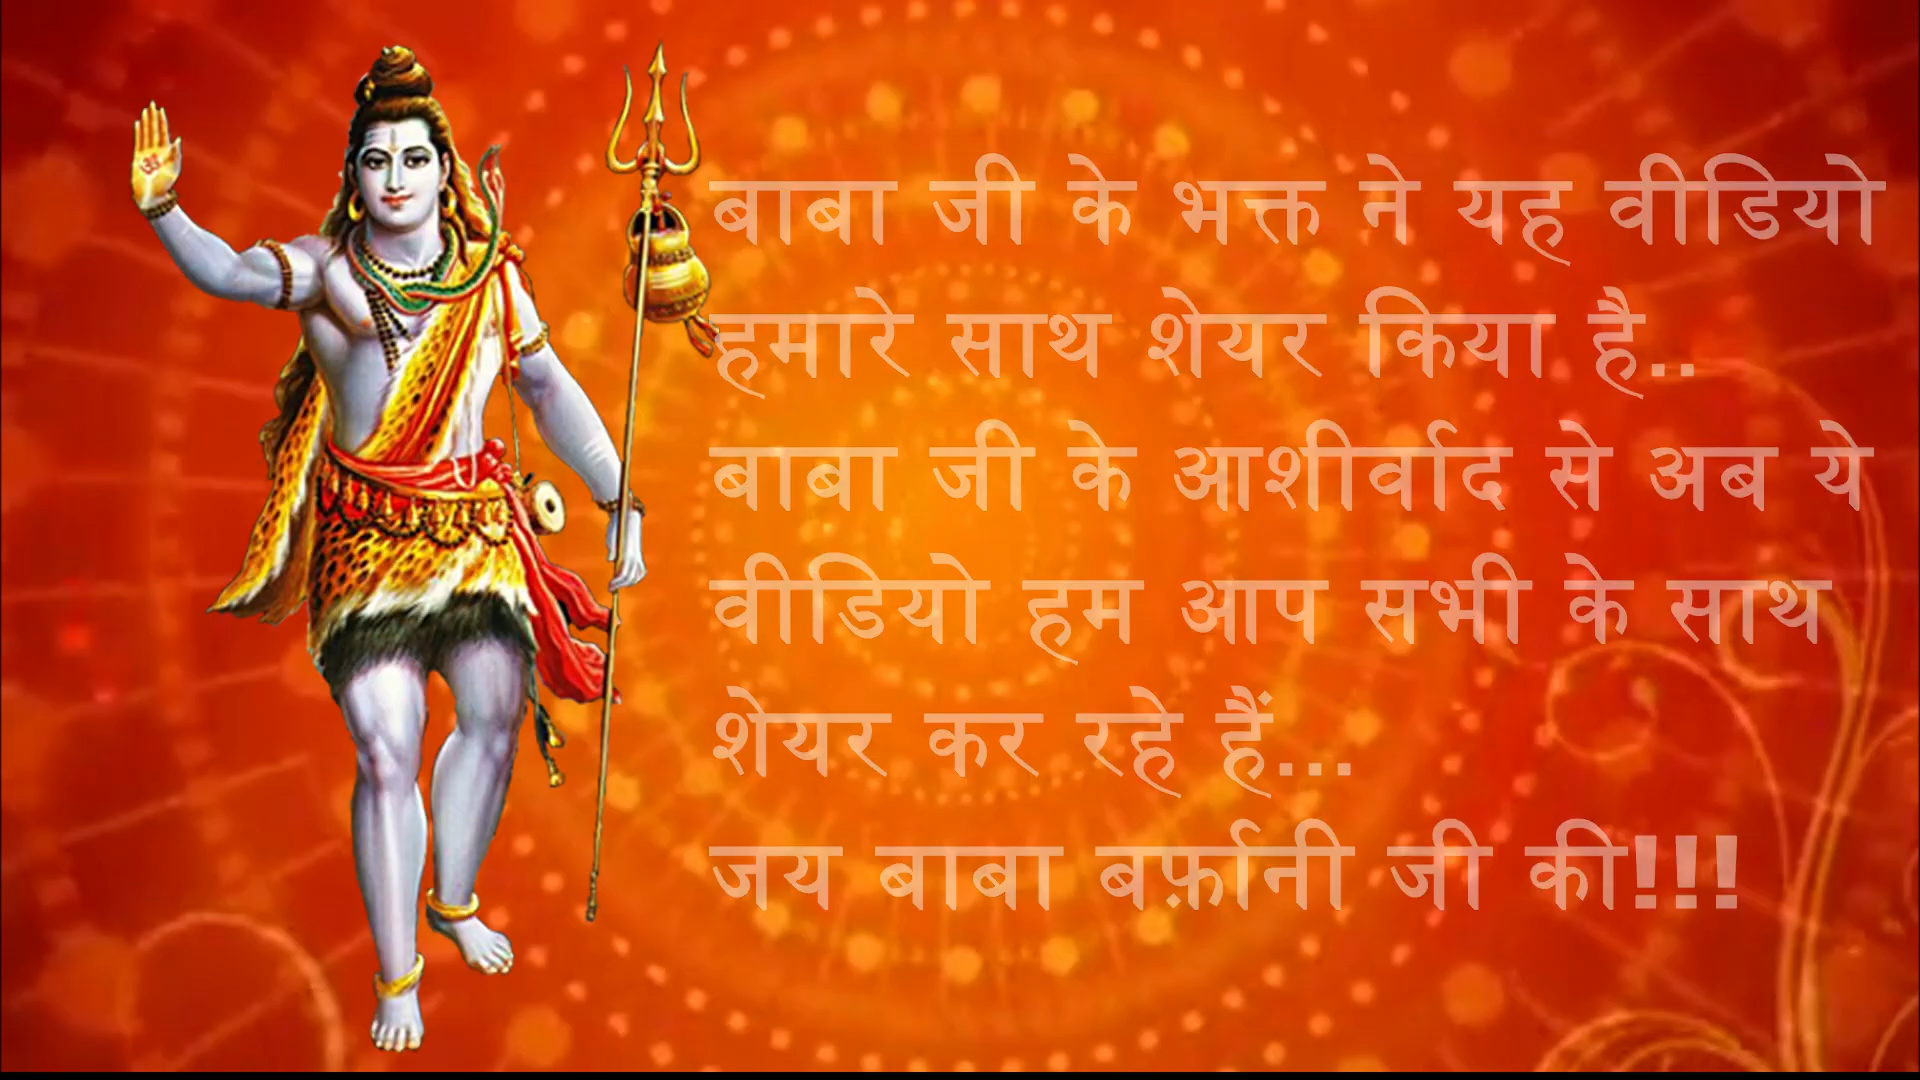 बाबा जी के भक्त ने यह वीडियो
हमारे साथ शेयर किया है..
बाबा जी के आशीर्वाद से अब ये
वीडियो हम आप सभी के साथ
शेयर कर रहे हैं...
जय बाबा बर्फ़ानी जी की!!!